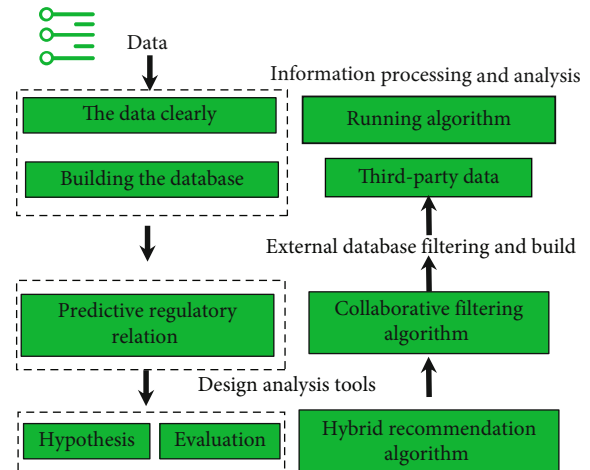 Data
The data clearly
Building the database
Predictive regulatory
relation
Design analysis tools
Hypothesis
Evaluation
Information processing and analysis
Running algorithm
Third-party data
External database filtering and build
Collaborative filtering
algorithm
Hybrid recommendation
algorithm